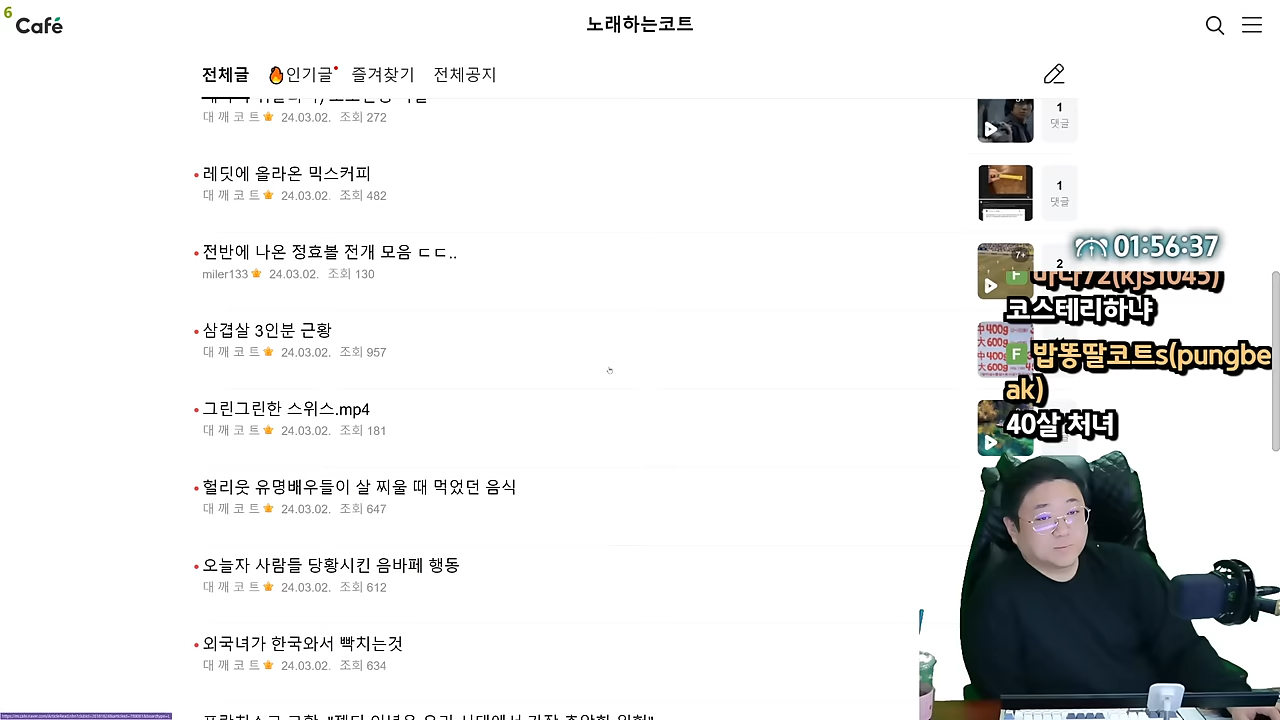 6
Café
노래하는코트
전체글 인기글 즐겨찾기 전체공지
대 깨 코 트 24.03.02. 조회 272
1
댓글
레딧에 올라온 믹스커피
대 깨 코 트 24.03.02. 조회 482
1
댓글
전반에 나온 정효볼 전개 모음 ㄷㄷ..
miler133 24.03.02. 조회 130
7+
2
01:56:37
F 바다72(kjs1045)
코스테리하냐
삼겹살 3인분 근황
대 깨 코 트 24.03.02. 조회 957
F 밥똥딸코트s(pungbe
ak)
40살 처녀
그린그린한 스위스.mp4
대 깨 코 트 24.03.02. 조회 181
헐리웃 유명배우들이 살 찌울 때 먹었던 음식
대 깨 코 트 24.03.02. 조회 647
오늘자 사람들 당황시킨 음바페 행동
대 깨 코 트 24.03.02. 조회 612
외국녀가 한국와서 빡치는것
대 깨 코 트 24.03.02. 조회 634